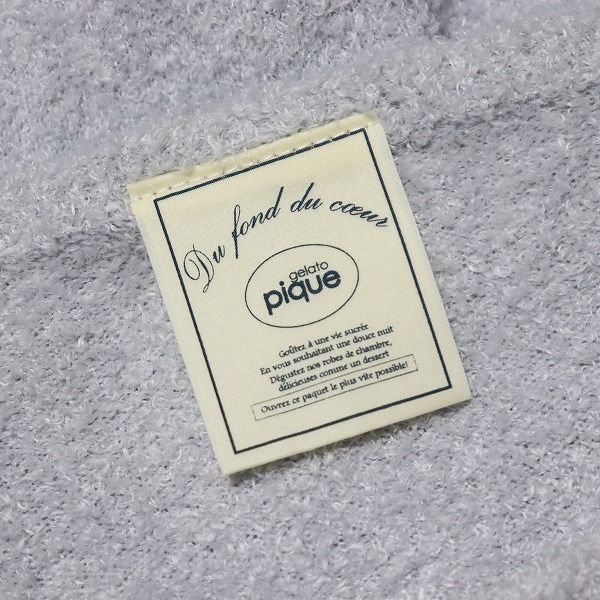 Du fond du cœur
gelato
pique
Goûtez à une vie sucrée
En vous souhaitant une douce nuit
Dégustez nos robes de chambre,
délicieuses comme un dessert
Ouvrez ce paquet le plus vite possible!